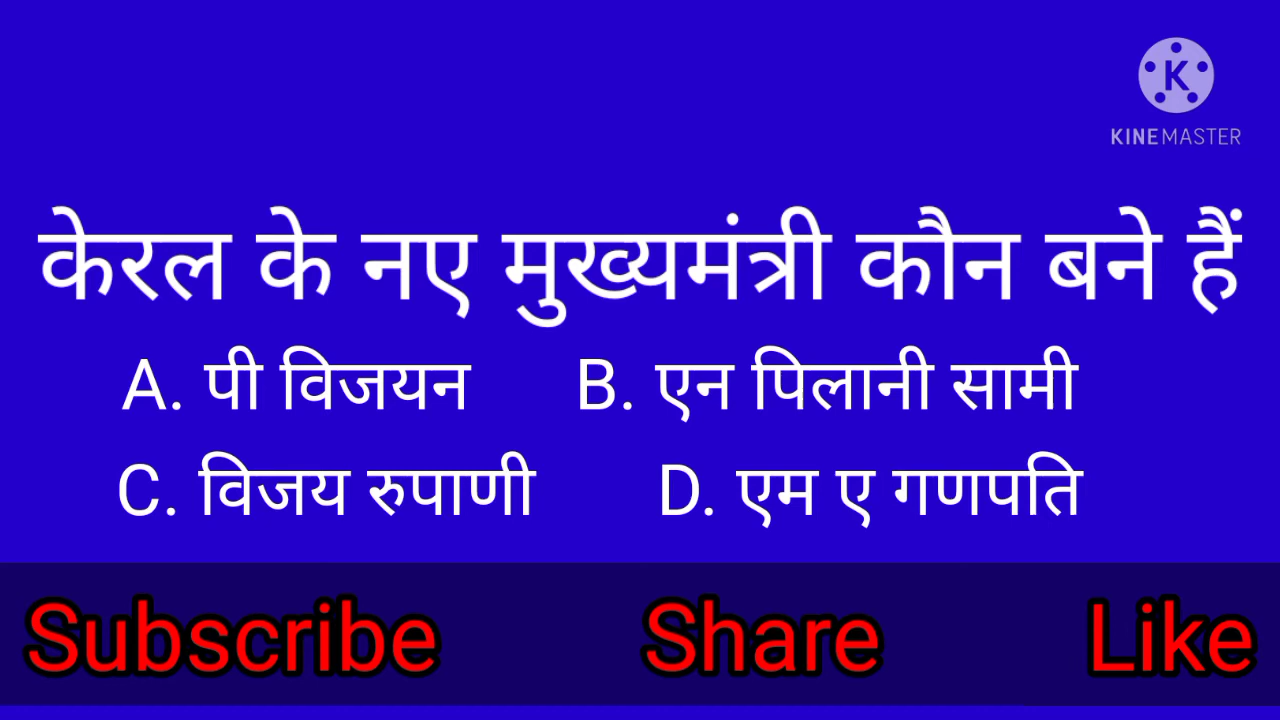 K
KINEMASTER
केरल के नए मुख्यमंत्री कौन बने हैं
A. पी विजयन B. एन पिलानी सामी
C. विजय रुपाणी D. एम ए गणपति
Subscribe Share Like